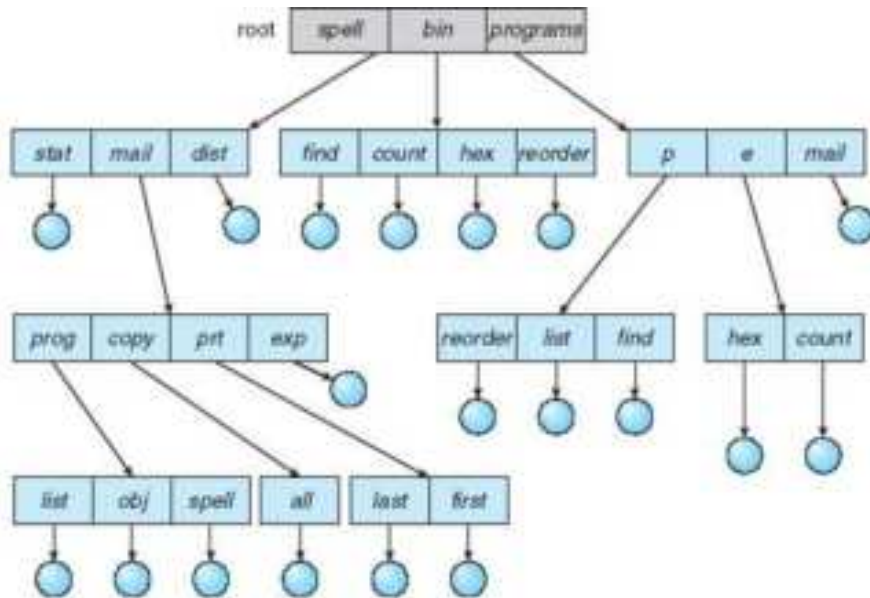 root spell bin programs
stat mail dist find count hex reorder p e mail
prog copy prt exp reorder list find hex count
list obj spell all last first